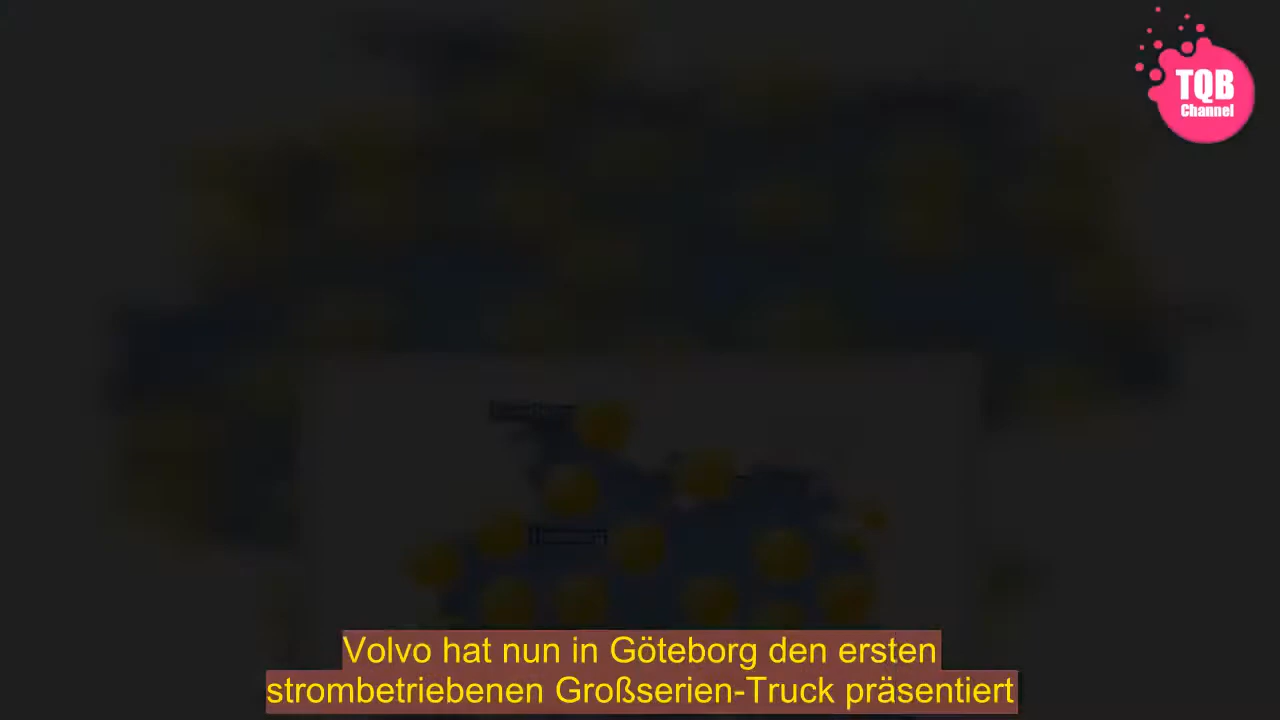 TQB
Channel
Volvo hat nun in Göteborg den ersten
strombetriebenen Großserien-Truck präsentiert